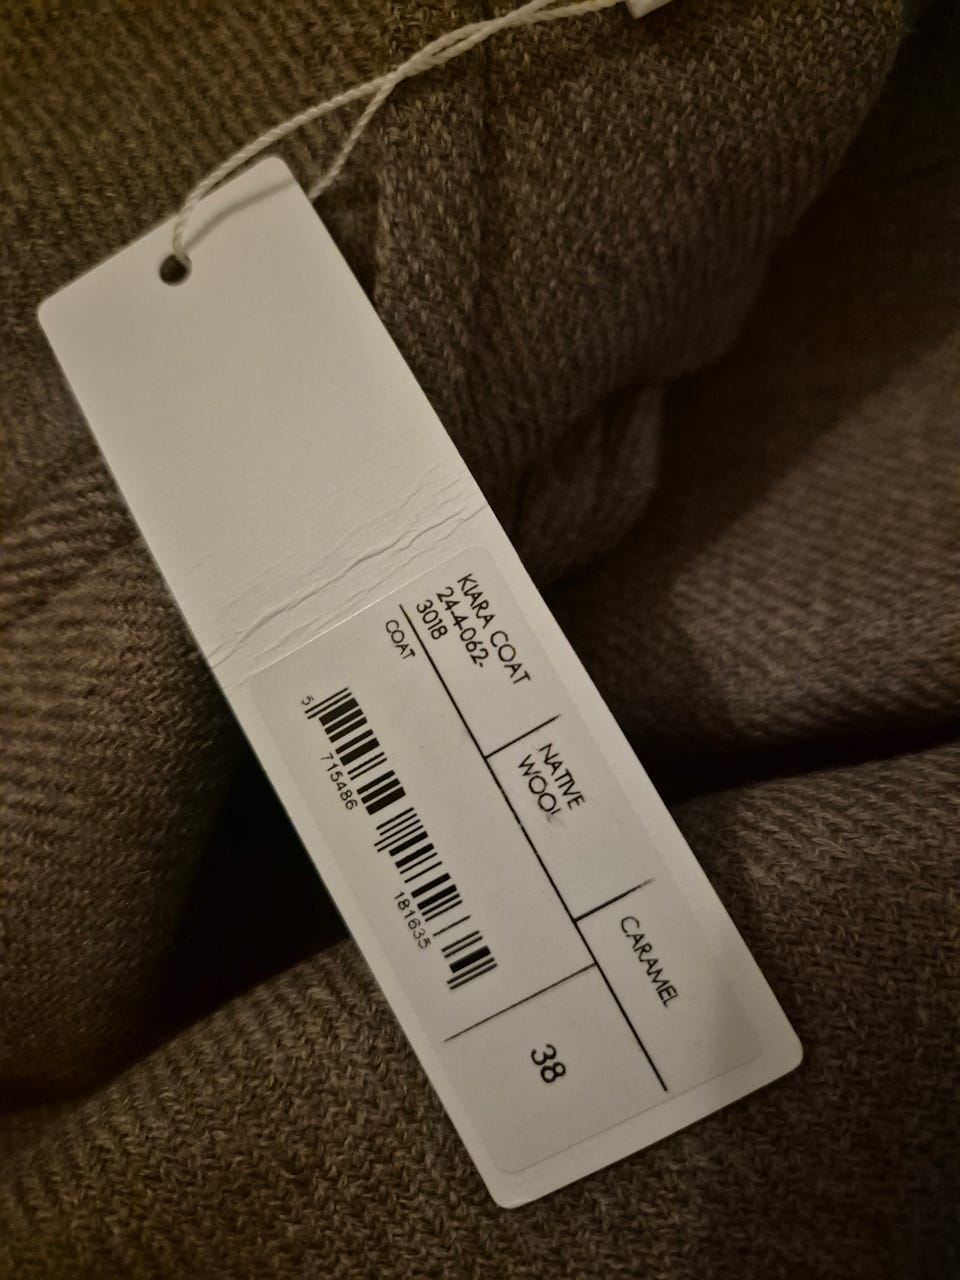 KIARA COAT
24-4-062-
3018
NATIVE
WOOL
CARAMEL
COAT
5 715486 181635
38